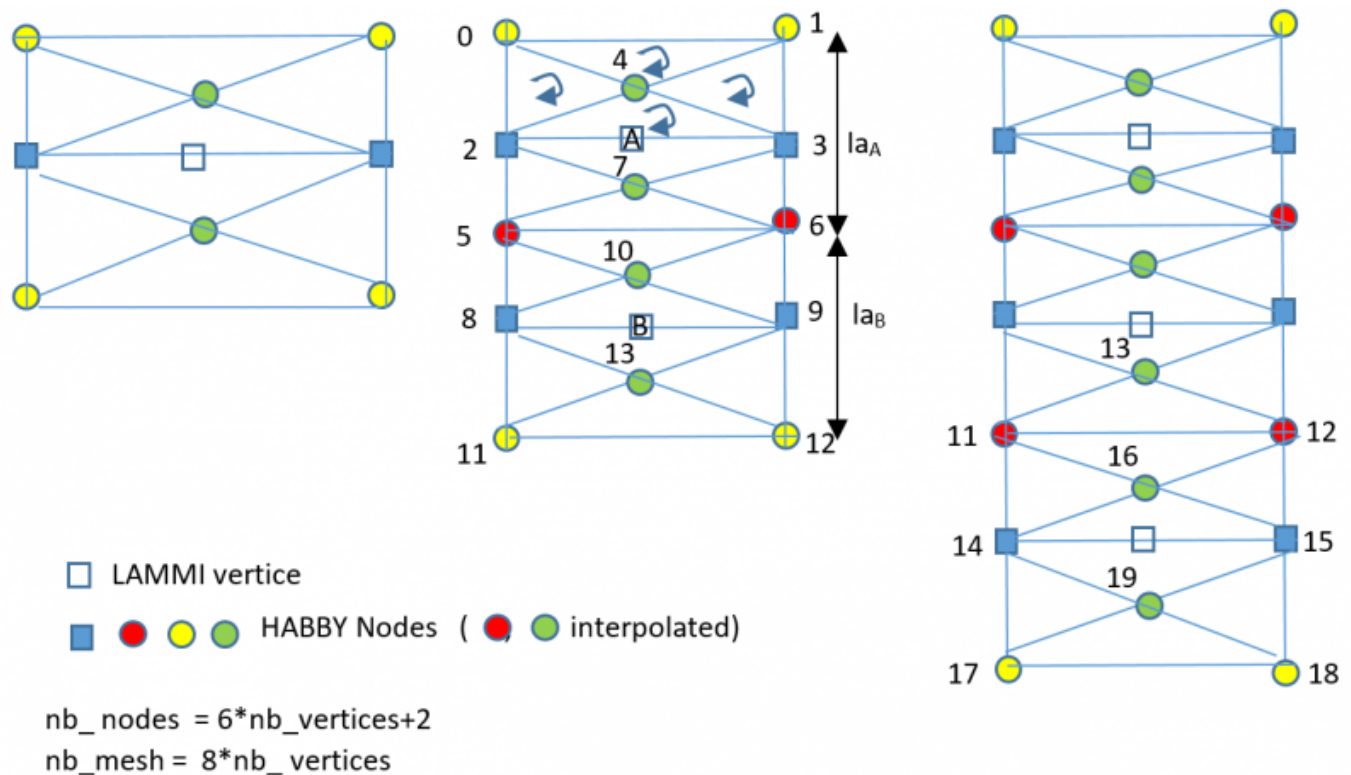 0
1
4
A
2
3
la_A
7
5
6
10
8
9
la_B
B
13
13
11
12
11
12
16
14
15
19
17
18
LAMMI vertice
HABBY Nodes ( , interpolated)
nb_ nodes = 6*nb_vertices+2
nb_mesh = 8*nb_ vertices